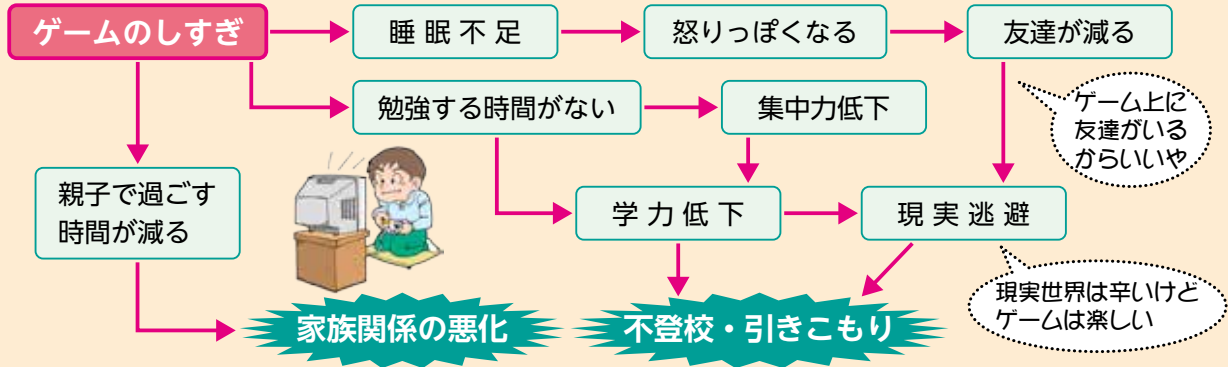 ゲームのしすぎ
睡眠不足
怒りっぽくなる
友達が減る
勉強する時間がない
集中力低下
ゲーム上に
友達がいる
からいいや
親子で過ごす
時間が減る
学力低下
現実逃避
現実世界は辛いけど
ゲームは楽しい
家族関係の悪化
不登校・引きこもり